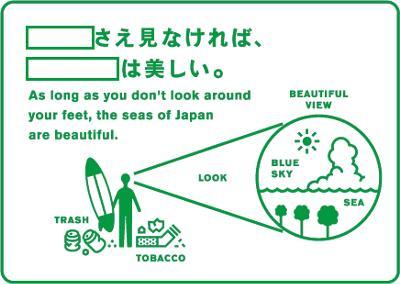 さえ見なければ、
は美しい。
As long as you don't look around
your feet, the seas of Japan
are beautiful.
BEAUTIFUL
VIEW
BLUE
SKY
LOOK
SEA
TRASH
TOBACCO